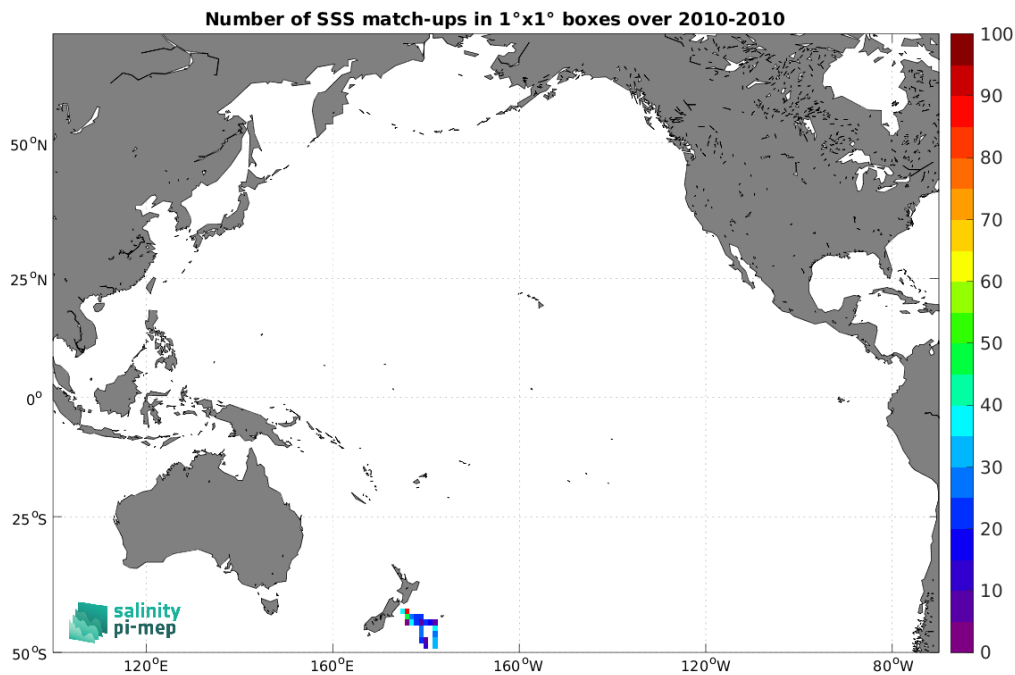 Number of SSS match-ups in 1°x1° boxes over 2010-2010
50°N
25°N
0°
25°S
50°S
120°E
160°E
160°W
120°W
80°W
100
90
80
70
60
50
40
30
20
10
0
salinity
pi-mep